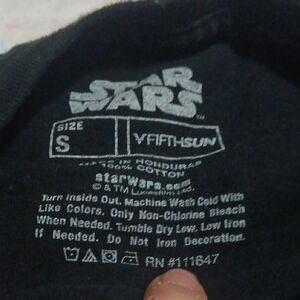 STAR
WARS
SIZE
S
VFIFTHSUN
MADE IN HONDURAS
100% COTTON
starwars.com
© & TM Lucasfilm Ltd.
Turn Inside Out. Machine Wash Cold With
Like Colors. Only Non-Chlorine Bleach
When Needed. Tumble Dry Low. Low Iron
If Needed. Do Not Iron Decoration.
RN #111647